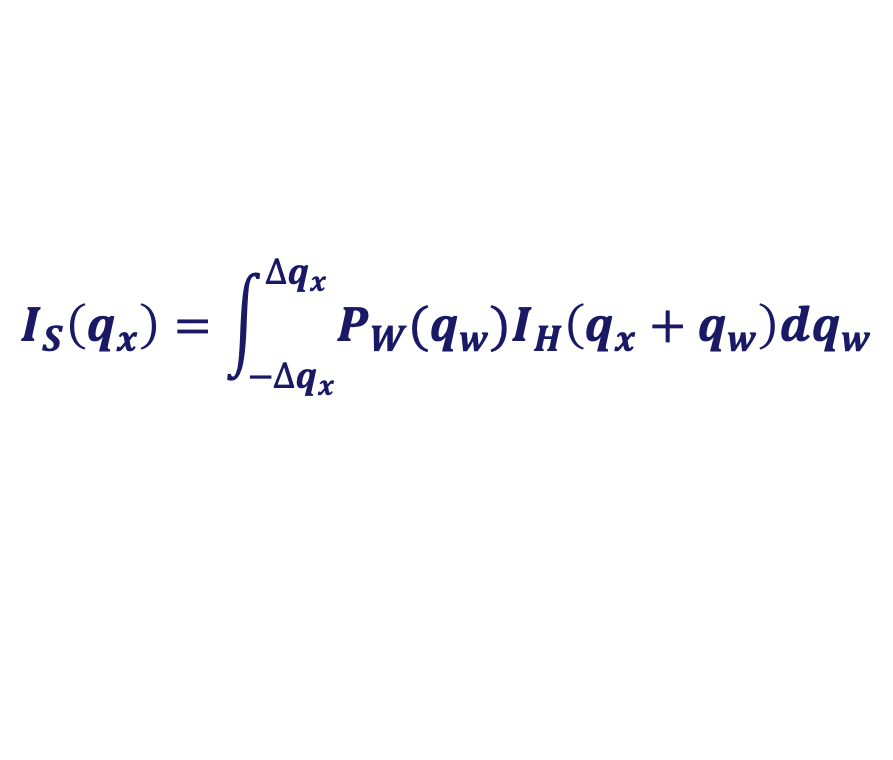 I_S(q_x) = ∫_{-Δq_x}^{Δq_x} P_W(q_w)I_H(q_x + q_w)dq_w